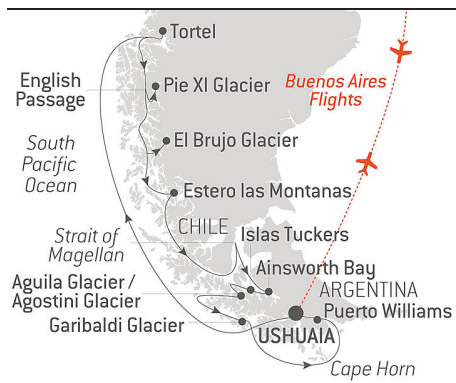 Tortel
English
Passage
Pie XI Glacier
Buenos Aires
Flights
El Brujo Glacier
South
Pacific
Ocean
Estero las Montanas
CHILE
Islas Tuckers
Strait of
Magellan
Ainsworth Bay
Aguila Glacier /
Agostini Glacier
ARGENTINA
Puerto Williams
Garibaldi Glacier
USHUAIA
Cape Horn